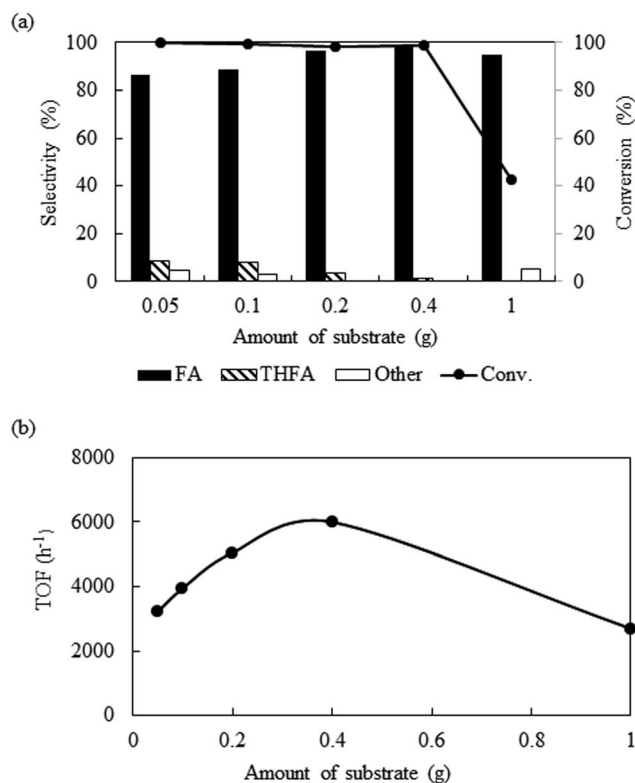 (a)
100 100
80 80
60 60
40 40
20 20
0 0
Selectivity (%)
Conversion (%)
0.05 0.1 0.2 0.4 1
Amount of substrate (g)
FA THFA Other Conv.
(b)
8000
6000
4000
2000
0
TOF (h-1)
0 0.2 0.4 0.6 0.8 1
Amount of substrate (g)